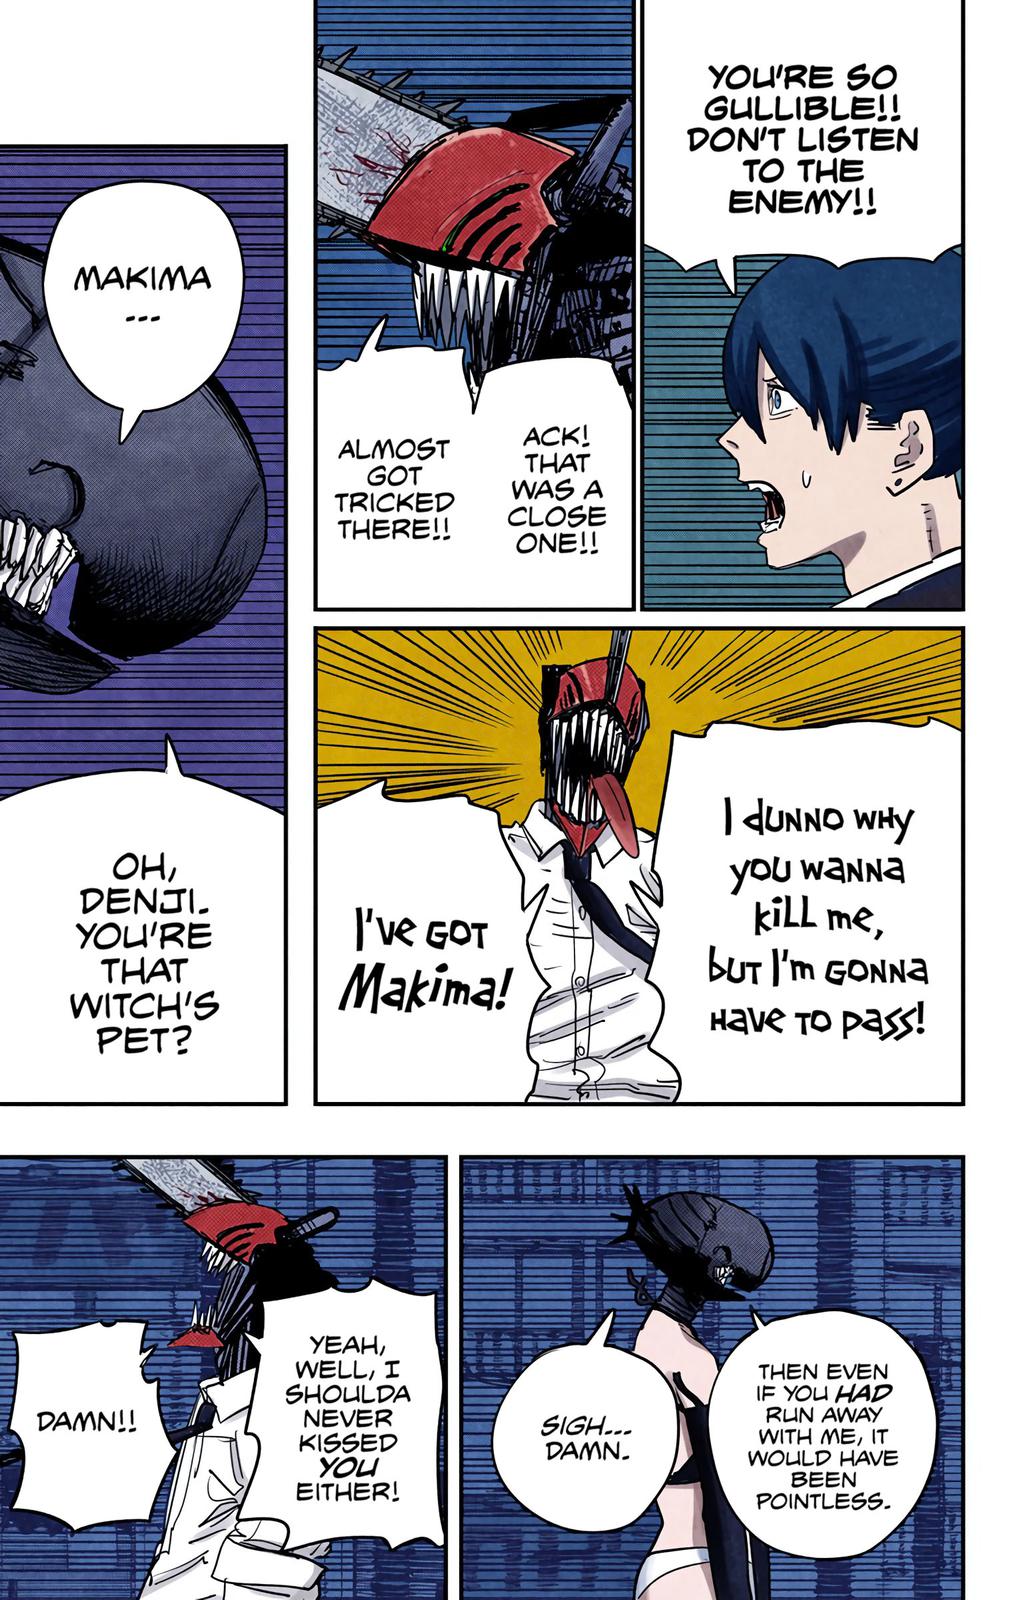 YOU'RE SO
GULLIBLE!!
DON'T LISTEN
TO THE
ENEMY!!
ACK!
THAT
WAS A
CLOSE
ONE!!
ALMOST
GOT
TRICKED
THERE!!
I DUNNO WHY
YOU WANNA
KILL ME,
BUT I'M GONNA
HAVE TO PASS!
I'VE GOT
MAKIMA!
MAKIMA
...
OH,
DENJI.
YOU'RE
THAT
WITCH'S
PET?
THEN EVEN
IF YOU HAD
RUN AWAY
WITH ME, IT
WOULD HAVE
BEEN
POINTLESS.
SIGH...
DAMN.
YEAH,
WELL, I
SHOULDA
NEVER
KISSED
YOU
EITHER!
DAMN!!